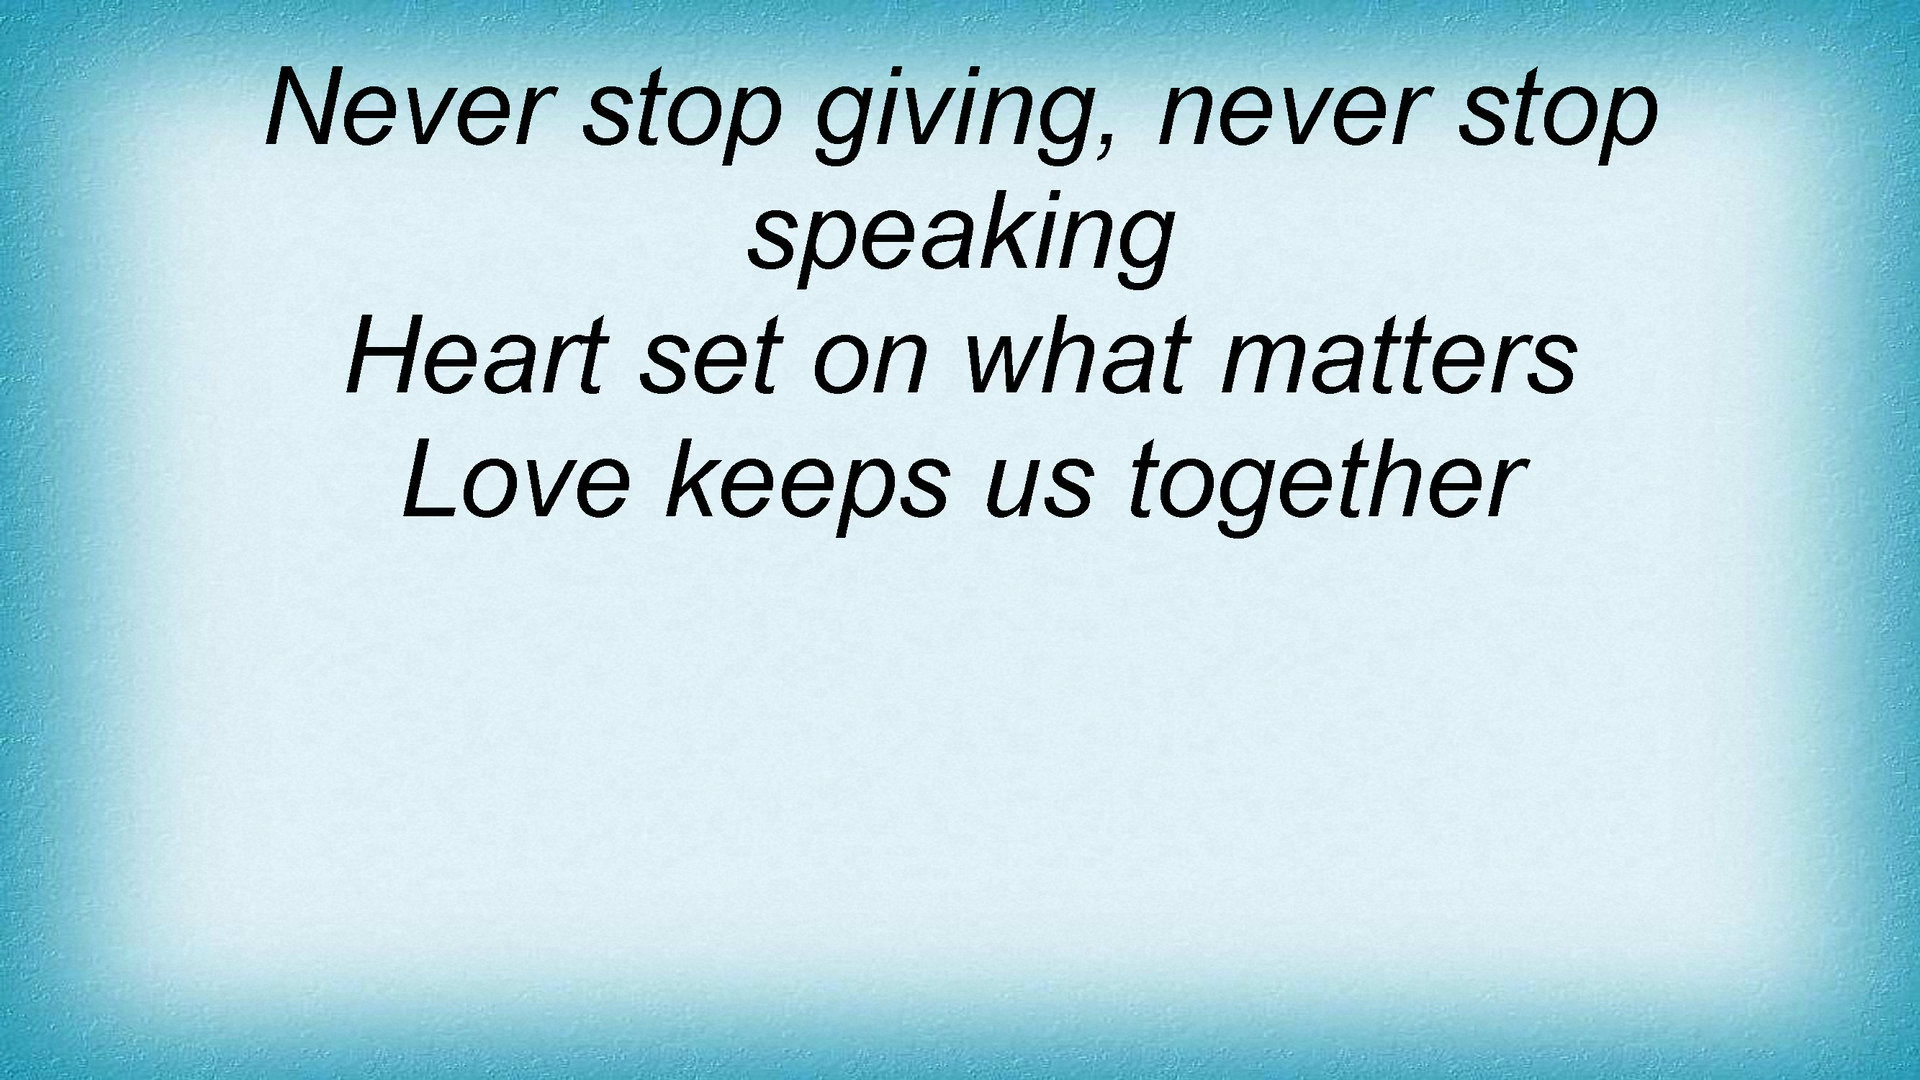 Never stop giving, never stop
speaking
Heart set on what matters
Love keeps us together